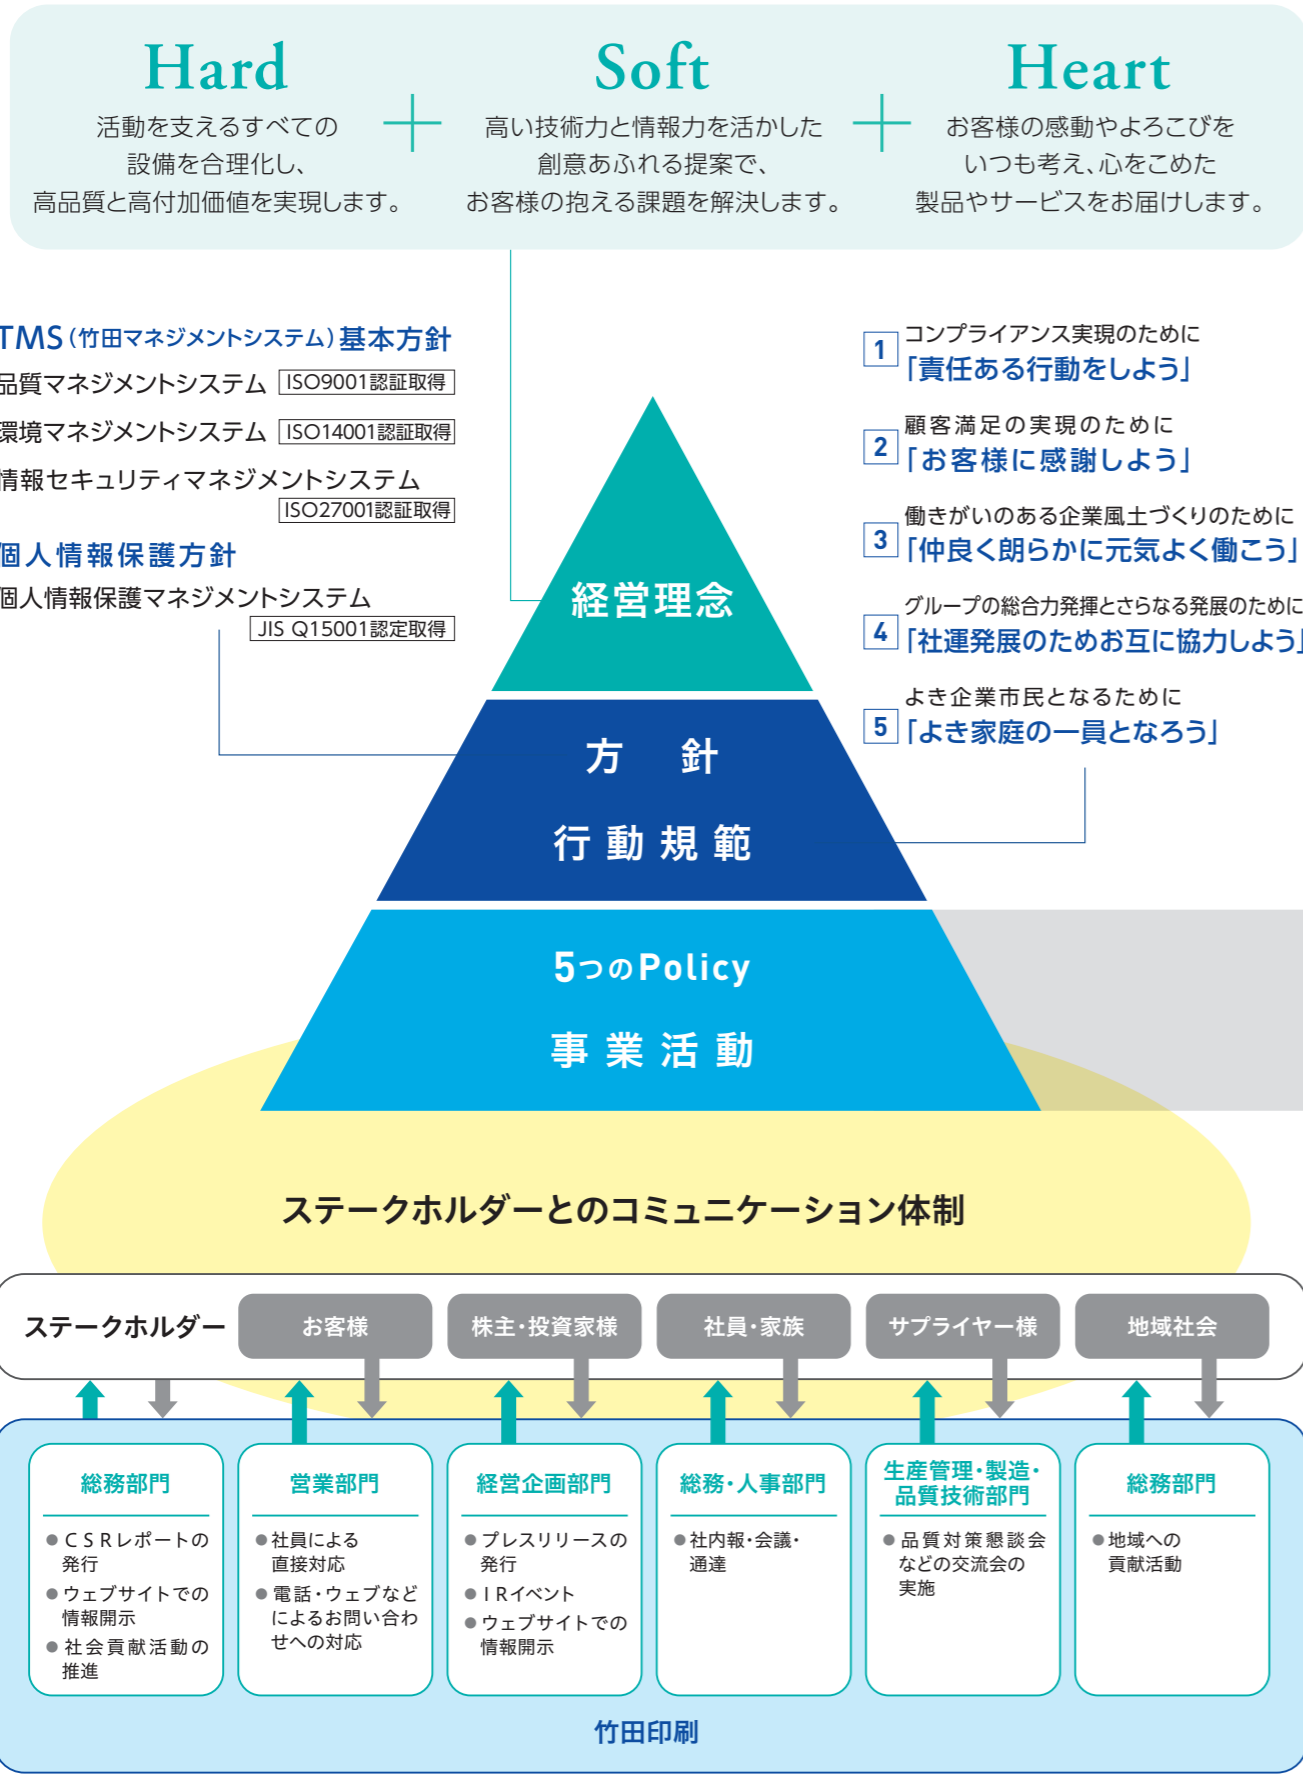 Hard
活動を支えるすべての
設備を合理化し、
高品質と高付加価値を実現します。
+
Soft
高い技術力と情報力を活かした
創意あふれる提案で、
お客様の抱える課題を解決します。
+
Heart
お客様の感動やよろこびを
いつも考え、心をこめた
製品やサービスをお届けします。
TMS（竹田マネジメントシステム）基本方針
品質マネジメントシステム ISO9001認証取得
環境マネジメントシステム ISO14001認証取得
情報セキュリティマネジメントシステム
ISO27001認証取得
個人情報保護方針
個人情報保護マネジメントシステム
JIS Q15001認定取得
1 コンプライアンス実現のために
「責任ある行動をしよう」
2 顧客満足の実現のために
「お客様に感謝しよう」
3 働きがいのある企業風土づくりのために
「仲良く朗らかに元気よく働こう」
4 グループの総合力発揮とさらなる発展のために
「社運発展のためお互に協力しよう」
5 よき企業市民となるために
「よき家庭の一員となろう」
経営理念
方 針
行動規範
5つのPolicy
事業活動
ステークホルダーとのコミュニケーション体制
ステークホルダー
お客様
株主・投資家様
社員・家族
サプライヤー様
地域社会
総務部門
●CSRレポートの
発行
●ウェブサイトでの
情報開示
●社会貢献活動の
推進
営業部門
●社員による
直接対応
●電話・ウェブなど
によるお問い合わ
せへの対応
経営企画部門
●プレスリリースの
発行
●IRイベント
●ウェブサイトでの
情報開示
総務・人事部門
●社内報・会議・
通達
生産管理・製造・
品質技術部門
●品質対策懇談会
などの交流会の
実施
総務部門
●地域への
貢献活動
竹田印刷